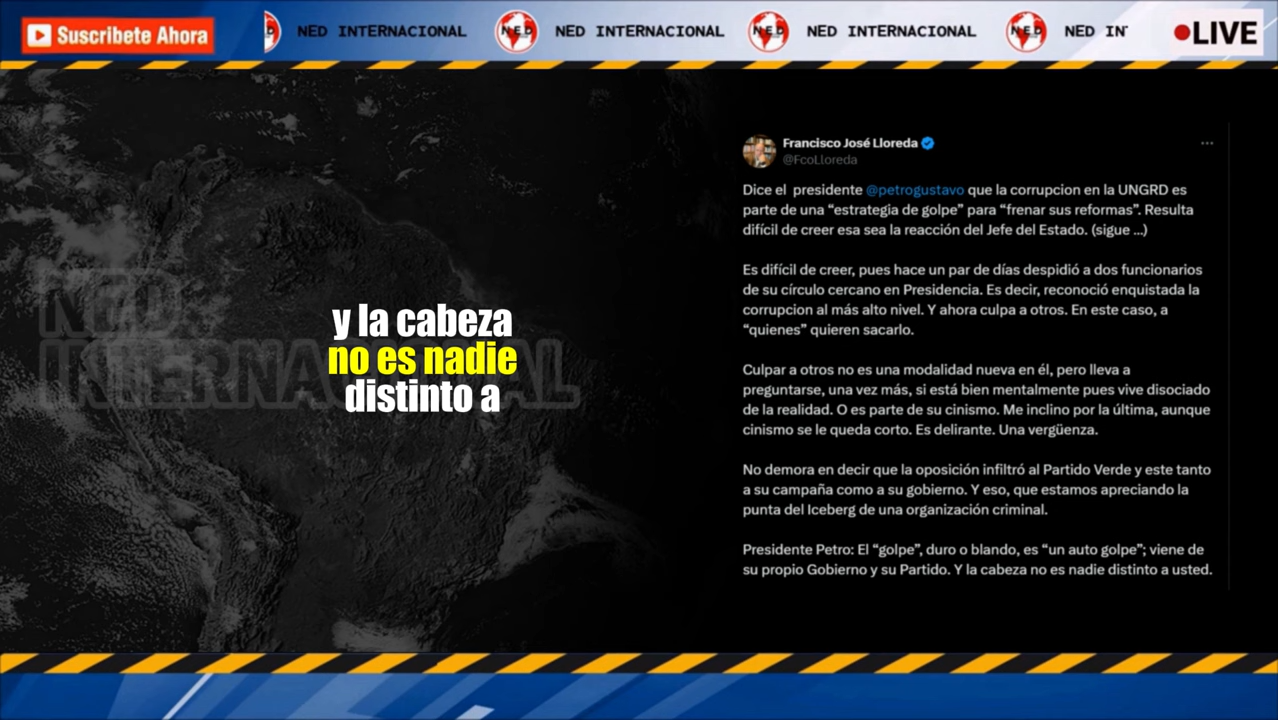 Suscribete Ahora
NED INTERNACIONAL
NED INTERNACIONAL
NED INTERNACIONAL
NED IN
LIVE
NED
INTERNACIONAL
y la cabeza
no es nadie
distinto a
Francisco José Lloreda
@FcoLloreda
Dice el presidente @petrogustavo que la corrupcion en la UNGRD es
parte de una “estrategia de golpe” para “frenar sus reformas”. Resulta
difícil de creer esa sea la reacción del Jefe del Estado. (sigue ...)
Es difícil de creer, pues hace un par de días despidió a dos funcionarios
de su círculo cercano en Presidencia. Es decir, reconoció enquistada la
corrupcion al más alto nivel. Y ahora culpa a otros. En este caso, a
“quienes” quieren sacarlo.
Culpar a otros no es una modalidad nueva en él, pero lleva a
preguntarse, una vez más, si está bien mentalmente pues vive disociado
de la realidad. O es parte de su cinismo. Me inclino por la última, aunque
cinismo se le queda corto. Es delirante. Una vergüenza.
No demora en decir que la oposición infiltró al Partido Verde y este tanto
a su campaña como a su gobierno. Y eso, que estamos apreciando la
punta del Iceberg de una organización criminal.
Presidente Petro: El “golpe”, duro o blando, es “un auto golpe”; viene de
su propio Gobierno y su Partido. Y la cabeza no es nadie distinto a usted.